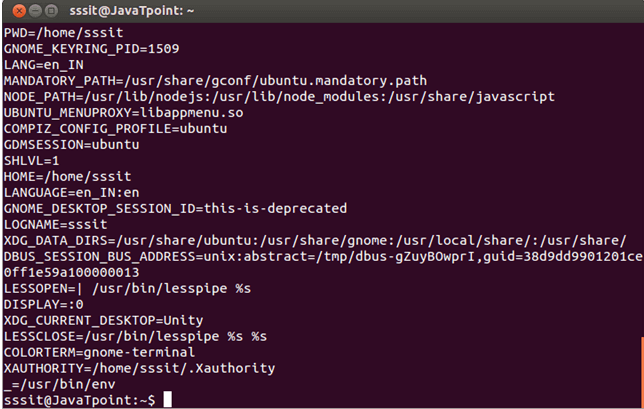 sssit@JavaTpoint: ~
PWD=/home/sssit
GNOME_KEYRING_PID=1509
LANG=en_IN
MANDATORY_PATH=/usr/share/gconf/ubuntu.mandatory.path
NODE_PATH=/usr/lib/nodejs:/usr/lib/node_modules:/usr/share/javascript
UBUNTU_MENUPROXY=libappmenu.so
COMPIZ_CONFIG_PROFILE=ubuntu
GDMSESSION=ubuntu
SHLVL=1
HOME=/home/sssit
LANGUAGE=en_IN:en
GNOME_DESKTOP_SESSION_ID=this-is-deprecated
LOGNAME=sssit
XDG_DATA_DIRS=/usr/share/ubuntu:/usr/share/gnome:/usr/local/share/:/usr/share/
DBUS_SESSION_BUS_ADDRESS=unix:abstract=/tmp/dbus-gZuyBOwprI,guid=38d9dd9901201ce
0ff1e59a100000013
LESSOPEN=| /usr/bin/lesspipe %s
DISPLAY=:0
XDG_CURRENT_DESKTOP=Unity
LESSCLOSE=/usr/bin/lesspipe %s %s
COLORTERM=gnome-terminal
XAUTHORITY=/home/sssit/.Xauthority
_=/usr/bin/env
sssit@JavaTpoint:~$